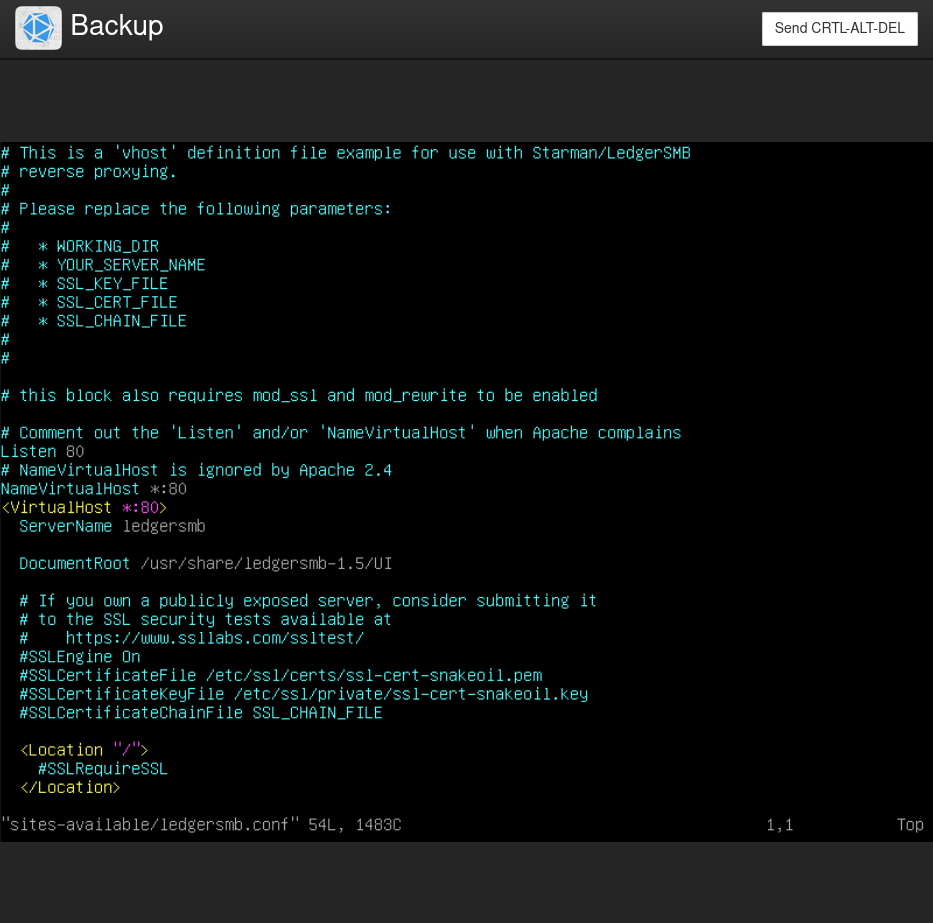 Backup
Send CRTL-ALT-DEL
# This is a 'vhost' definition file example for use with Starman/LedgerSMB
# reverse proxying.
#
# Please replace the following parameters:
#
#   * WORKING_DIR
#   * YOUR_SERVER_NAME
#   * SSL_KEY_FILE
#   * SSL_CERT_FILE
#   * SSL_CHAIN_FILE
#
#
# this block also requires mod_ssl and mod_rewrite to be enabled
# Comment out the 'Listen' and/or 'NameVirtualHost' when Apache complains
Listen 80
# NameVirtualHost is ignored by Apache 2.4
NameVirtualHost *:80
<VirtualHost *:80>
  ServerName ledgersmb
  DocumentRoot /usr/share/ledgersmb-1.5/UI
  # If you own a publicly exposed server, consider submitting it
  # to the SSL security tests available at
  #    https://www.ssllabs.com/ssltest/
  #SSLEngine On
  #SSLCertificateFile /etc/ssl/certs/ssl-cert-snakeoil.pem
  #SSLCertificateKeyFile /etc/ssl/private/ssl-cert-snakeoil.key
  #SSLCertificateChainFile SSL_CHAIN_FILE
  <Location "/">
    #SSLRequireSSL
  </Location>
"sites-available/ledgersmb.conf" 54L, 1483C 1,1 Top